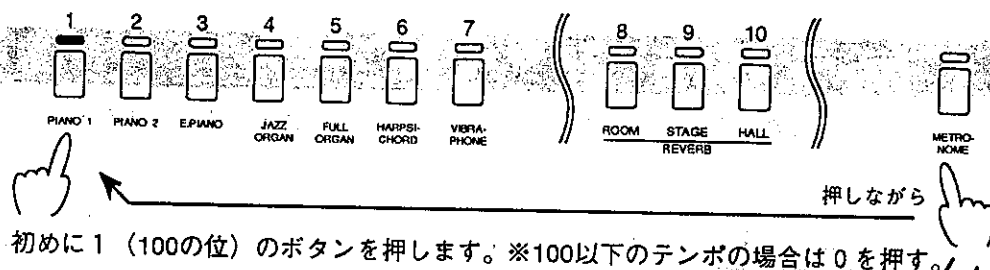 1 2 3 4 5 6 7 8 9 10
PIANO 1 PIANO 2 E.PIANO JAZZ ORGAN FULL ORGAN HARPSI-CHORD VIBRA-PHONE ROOM STAGE HALL METRO-NOME
REVERB
押しながら
初めに1 (100の位) のボタンを押します。※100以下のテンポの場合は0を押す。